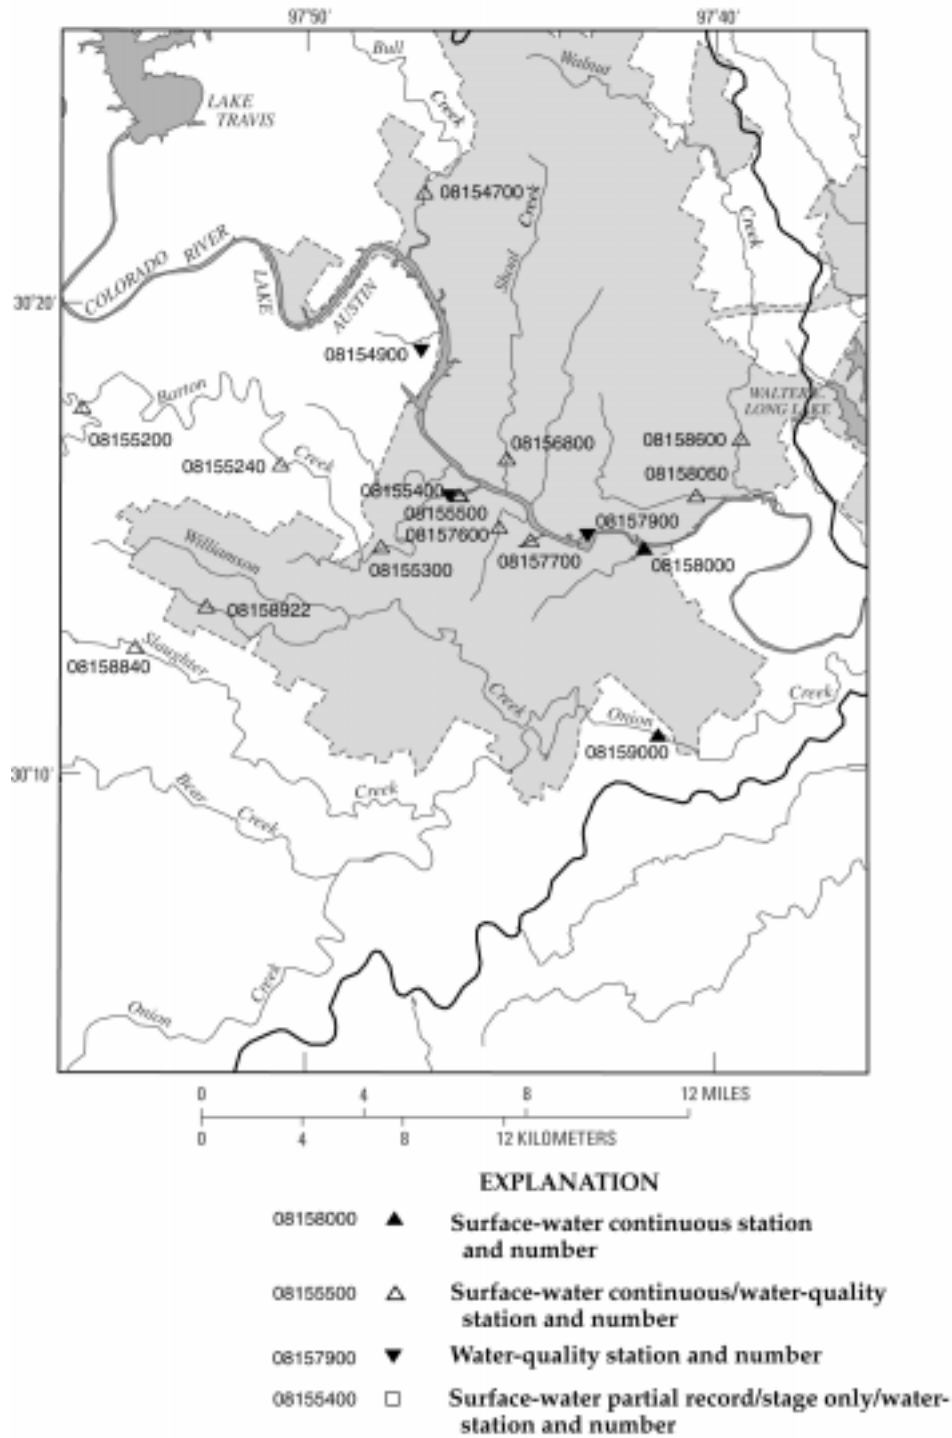 97°50'
97°40'
Bull
Creek
Walnut
LAKE
TRAVIS
08154700
Creek
Shoal
Creek
COLORADO
RIVER
LAKE
AUSTIN
30°20'
08154900
Barton
08155200
08155240
Creek
WALTER E.
LONG LAKE
08156800
08158600
08158050
08155400
08155500
08157600
08157900
08157700
08158000
08155300
Williamson
08158922
Slaughter
08158840
Creek
Onion
Creek
08159000
30°10'
Bear
Creek
Creek
Creek
Onion
0
4
8
12 MILES
0
4
8
12 KILOMETERS
EXPLANATION
08158000
Surface-water continuous station
and number
08155500
Surface-water continuous/water-quality
station and number
08157900
Water-quality station and number
08155400
Surface-water partial record/stage only/water-
station and number